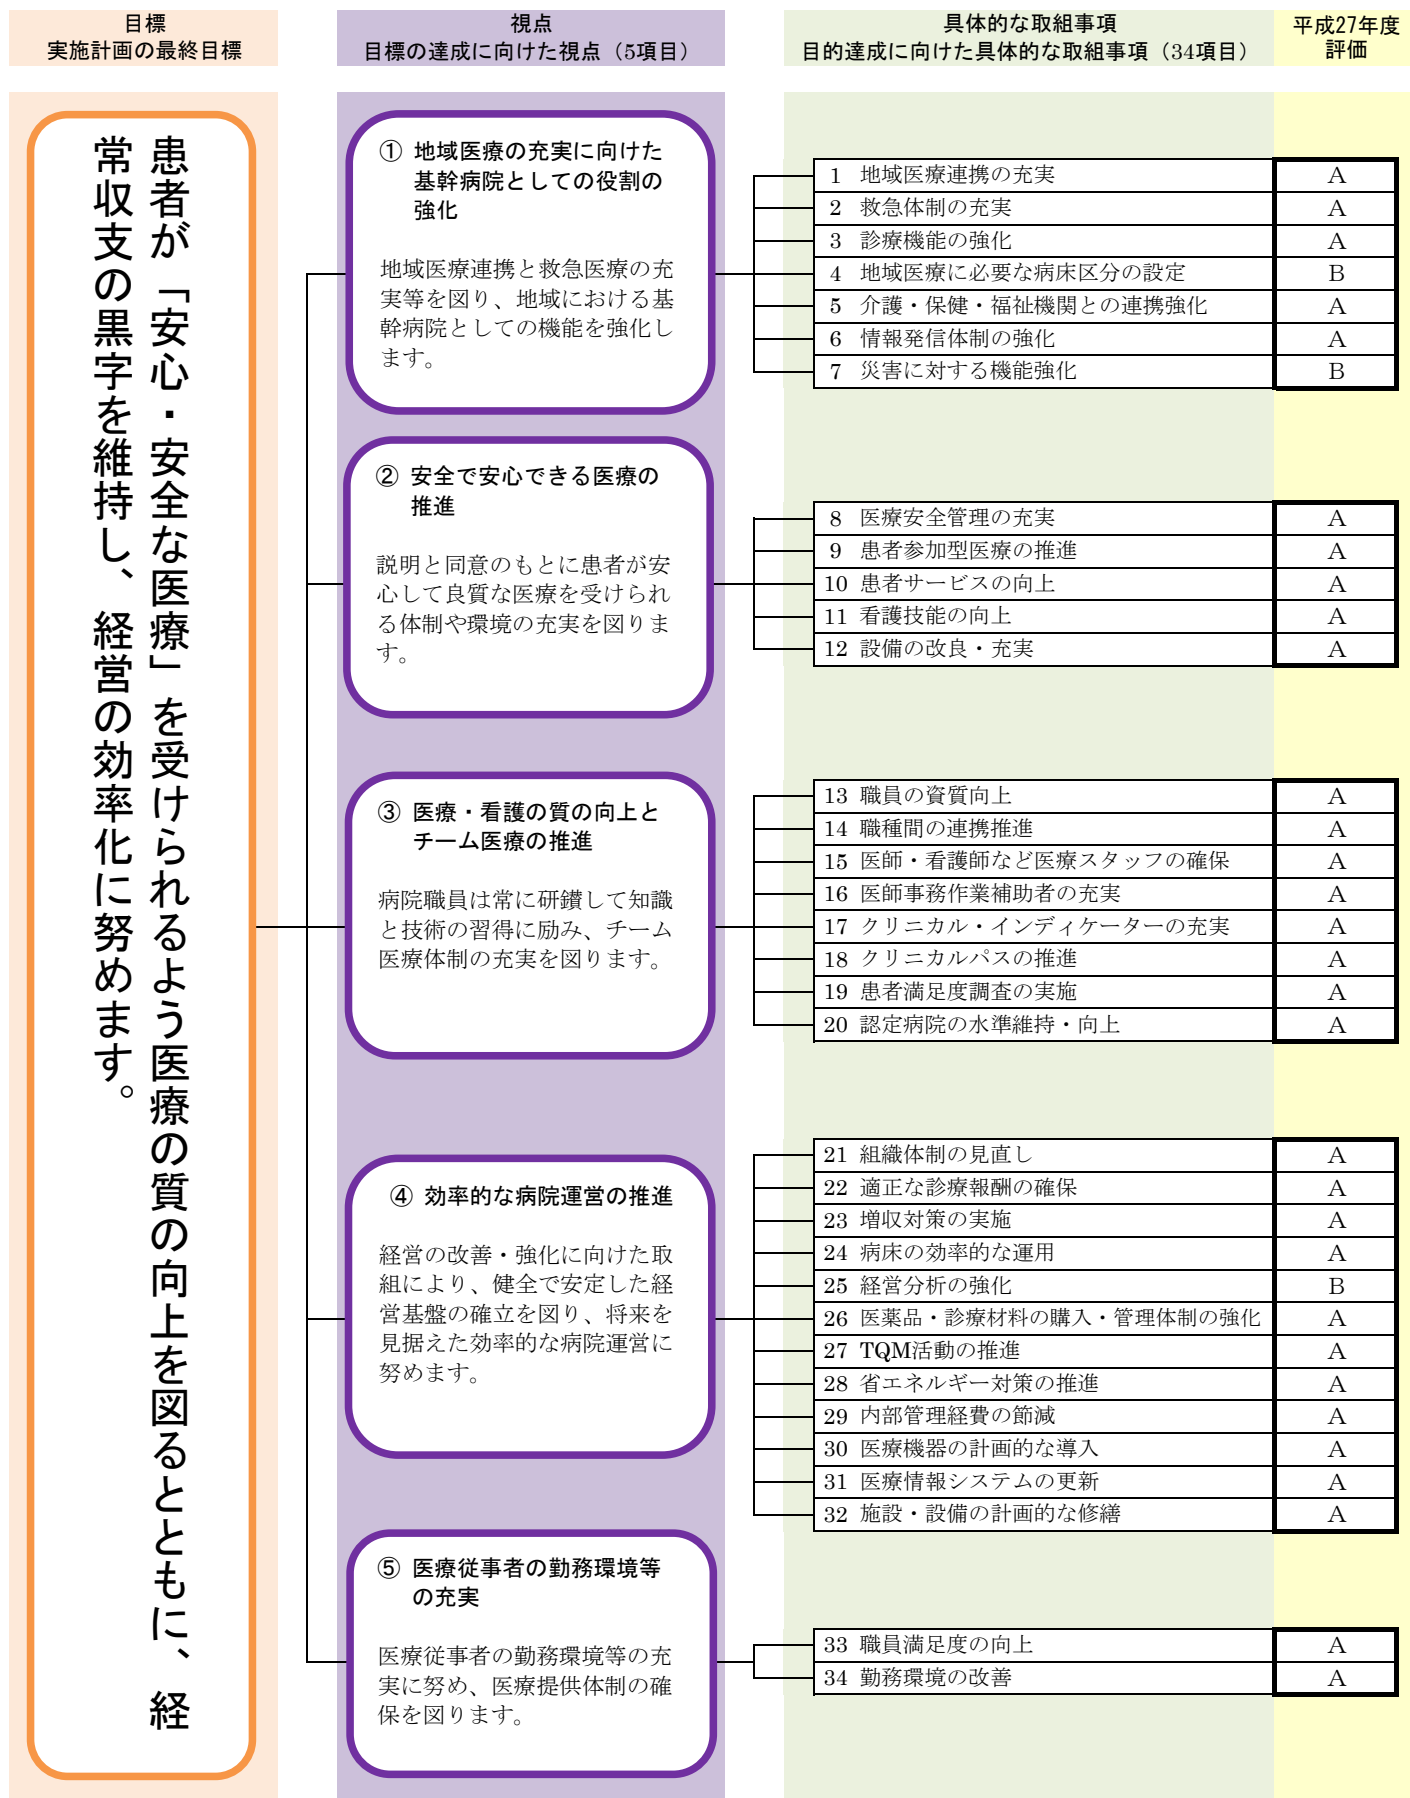 目標
実施計画の最終目標
視点
目標の達成に向けた視点（5項目）
具体的な取組事項
目的達成に向けた具体的な取組事項（34項目）
平成27年度
評価
患者が「安心・安全な医療」を受けられるよう医療の質の向上を図るとともに、経
常収支の黒字を維持し、経営の効率化に努めます。
① 地域医療の充実に向けた
基幹病院としての役割の
強化
地域医療連携と救急医療の充
実等を図り、地域における基
幹病院としての機能を強化し
ます。
1 地域医療連携の充実 A
2 救急体制の充実 A
3 診療機能の強化 A
4 地域医療に必要な病床区分の設定 B
5 介護・保健・福祉機関との連携強化 A
6 情報発信体制の強化 A
7 災害に対する機能強化 B
② 安全で安心できる医療の
推進
説明と同意のもとに患者が安
心して良質な医療を受けられ
る体制や環境の充実を図りま
す。
8 医療安全管理の充実 A
9 患者参加型医療の推進 A
10 患者サービスの向上 A
11 看護技能の向上 A
12 設備の改良・充実 A
③ 医療・看護の質の向上と
チーム医療の推進
病院職員は常に研鑽して知識
と技術の習得に励み、チーム
医療体制の充実を図ります。
13 職員の資質向上 A
14 職種間の連携推進 A
15 医師・看護師など医療スタッフの確保 A
16 医師事務作業補助者の充実 A
17 クリニカル・インディケーターの充実 A
18 クリニカルパスの推進 A
19 患者満足度調査の実施 A
20 認定病院の水準維持・向上 A
④ 効率的な病院運営の推進
経営の改善・強化に向けた取
組により、健全で安定した経
営基盤の確立を図り、将来を
見据えた効率的な病院運営に
努めます。
21 組織体制の見直し A
22 適正な診療報酬の確保 A
23 増収対策の実施 A
24 病床の効率的な運用 A
25 経営分析の強化 B
26 医薬品・診療材料の購入・管理体制の強化 A
27 TQM活動の推進 A
28 省エネルギー対策の推進 A
29 内部管理経費の節減 A
30 医療機器の計画的な導入 A
31 医療情報システムの更新 A
32 施設・設備の計画的な修繕 A
⑤ 医療従事者の勤務環境等
の充実
医療従事者の勤務環境等の充
実に努め、医療提供体制の確
保を図ります。
33 職員満足度の向上 A
34 勤務環境の改善 A